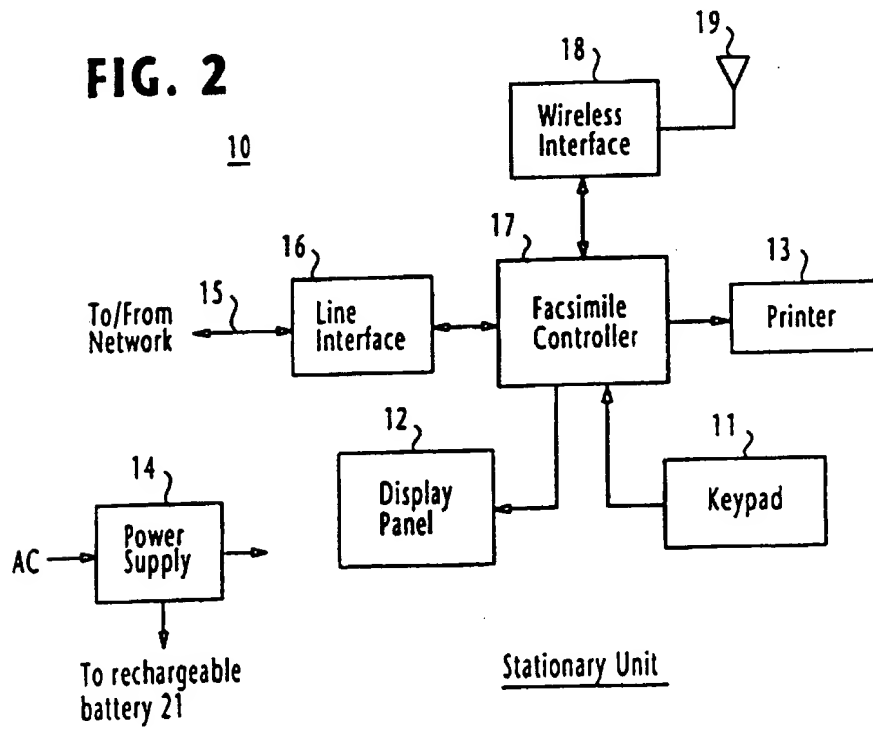 FIG. 2
10
19
18
Wireless
Interface
17
Facsimile
Controller
16
Line
Interface
15
To/From
Network
13
Printer
12
Display
Panel
11
Keypad
14
Power
Supply
AC
To rechargeable
battery 21
Stationary Unit